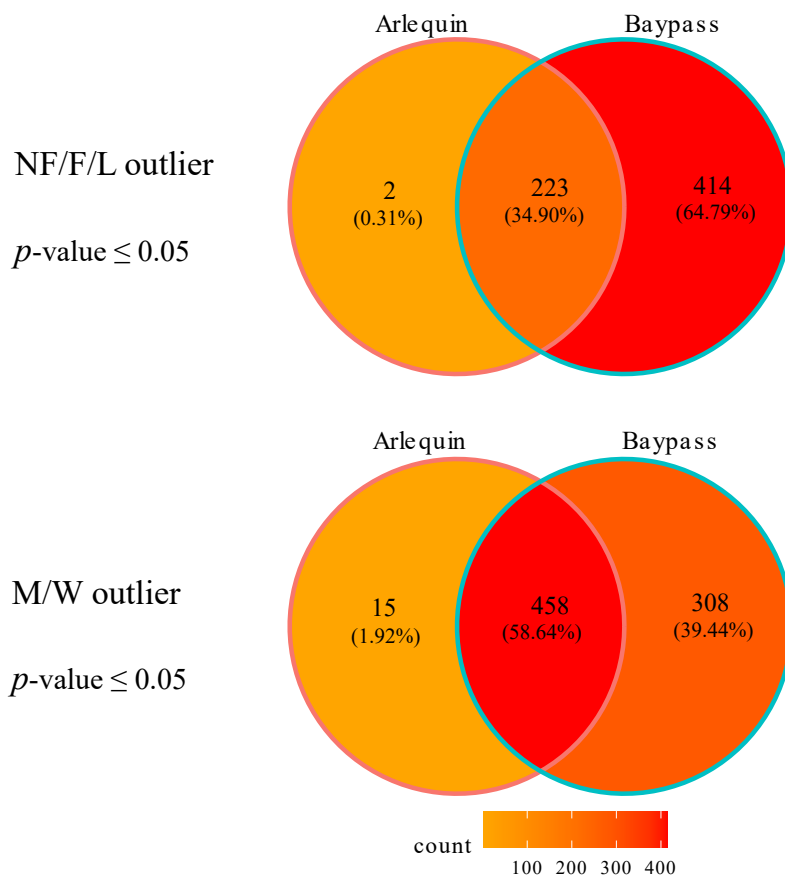 Arlequin Baypass
NF/F/L outlier
p-value ≤ 0.05
2 223 414
(0.31%) (34.90%) (64.79%)
Arlequin Baypass
M/W outlier
p-value ≤ 0.05
15 458 308
(1.92%) (58.64%) (39.44%)
count
100 200 300 400